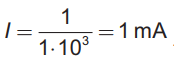 I = 1 / 1·10³ = 1 mA